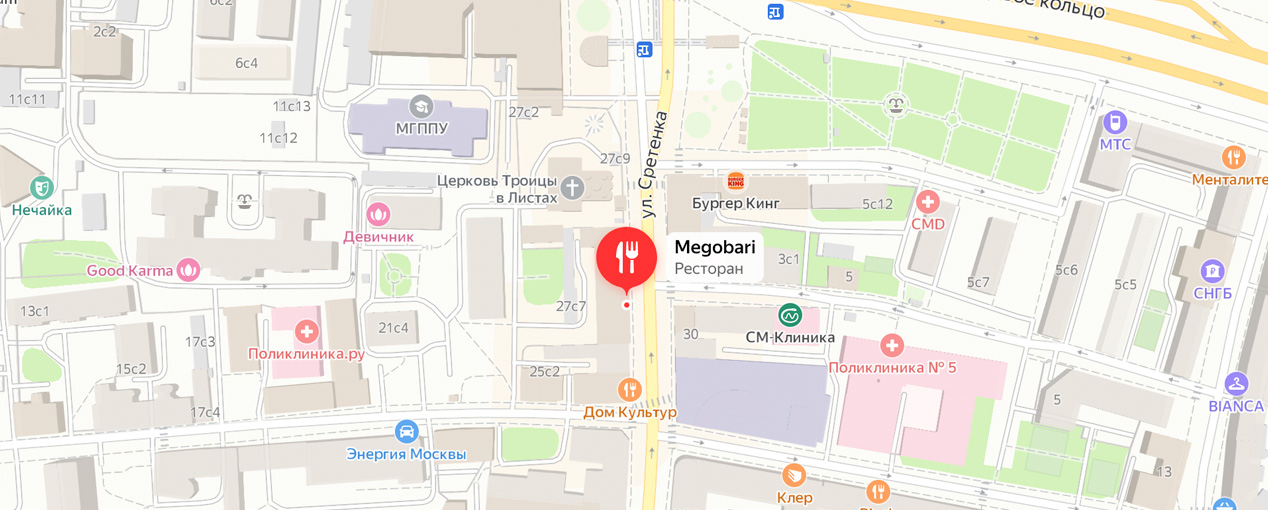 ое кольцо
2с2
6с2
6с4
11с11
11с13
27с2
МГППУ
11с12
МТС
27с9
ул. Сретенка
Менталите
Церковь Троицы
в Листах
Нечайка
BURGER
KING
Бургер Кинг
5с12
CMD
Девичник
Megobari
Ресторан
3с1
5
5с7
5с6
5с5
СНГБ
Good Karma
13с1
27с7
21с4
17с3
Поликлиника.ру
30
СМ-Клиника
Поликлиника № 5
15с2
25с2
17с4
Дом Культур
5
BIANCA
Энергия Москвы
13
Клер